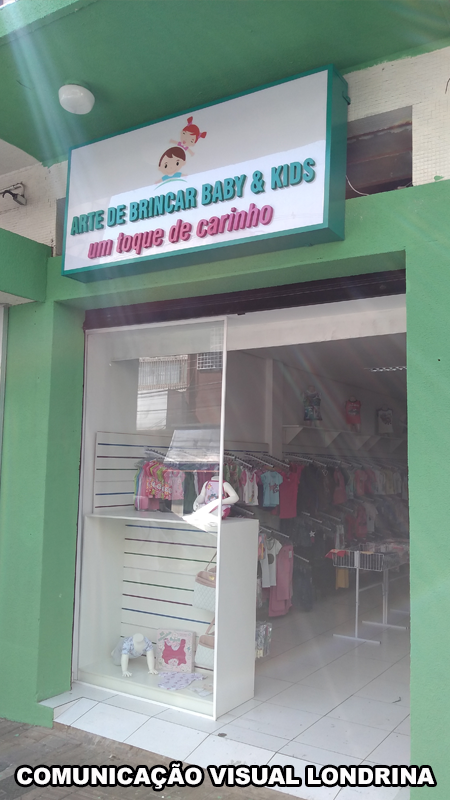 ARTE DE BRINCAR BABY & KIDS
um toque de carinho
COMUNICAÇÃO VISUAL LONDRINA